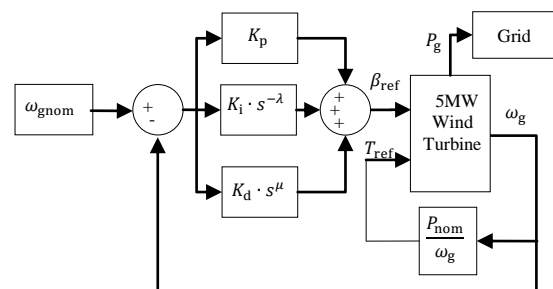 ω_gnom
+
-
K_p
K_i · s^{-λ}
K_d · s^μ
+
+
+
β_ref
T_ref
P_g
Grid
5MW
Wind
Turbine
ω_g
P_nom
ω_g